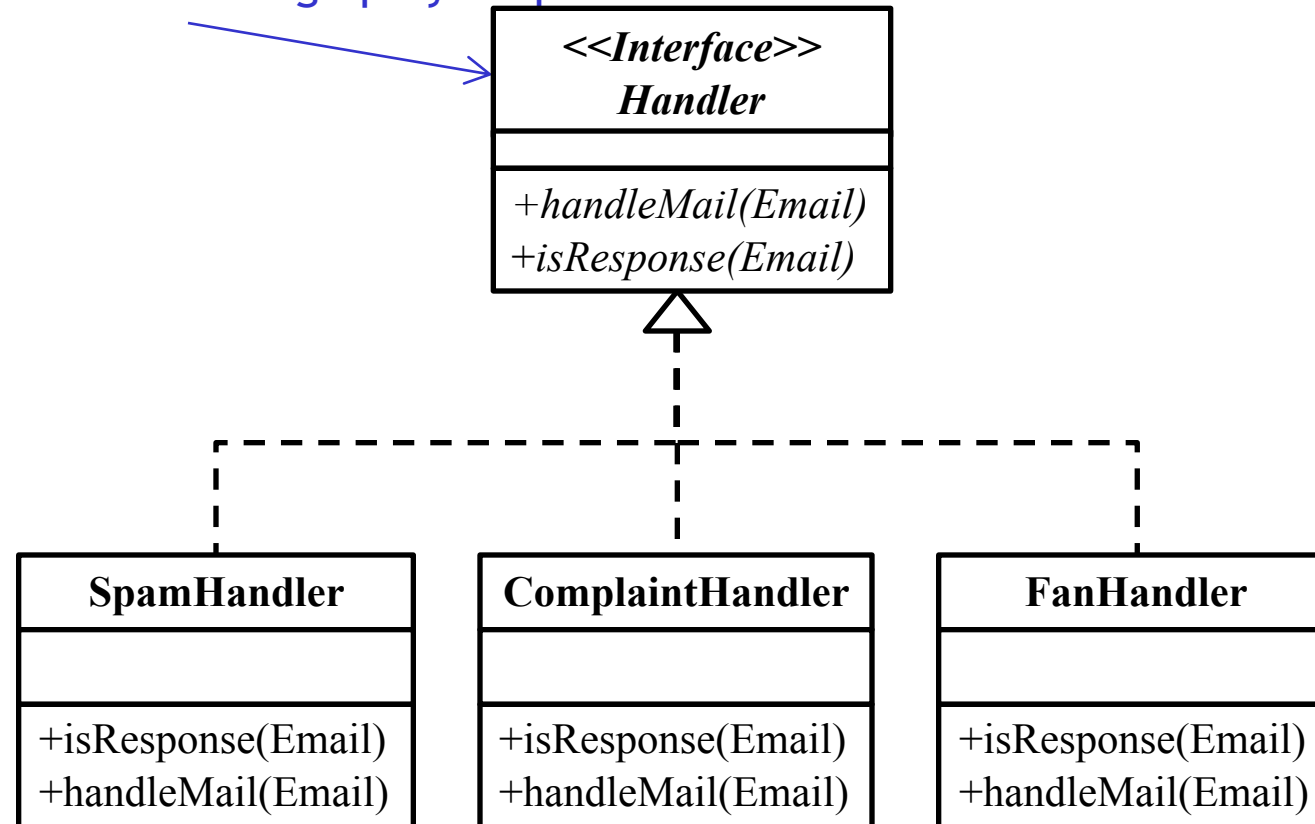 <<Interface>>
Handler
+handleMail(Email)
+isResponse(Email)
SpamHandler
ComplaintHandler
FanHandler
+isResponse(Email)
+handleMail(Email)
+isResponse(Email)
+handleMail(Email)
+isResponse(Email)
+handleMail(Email)